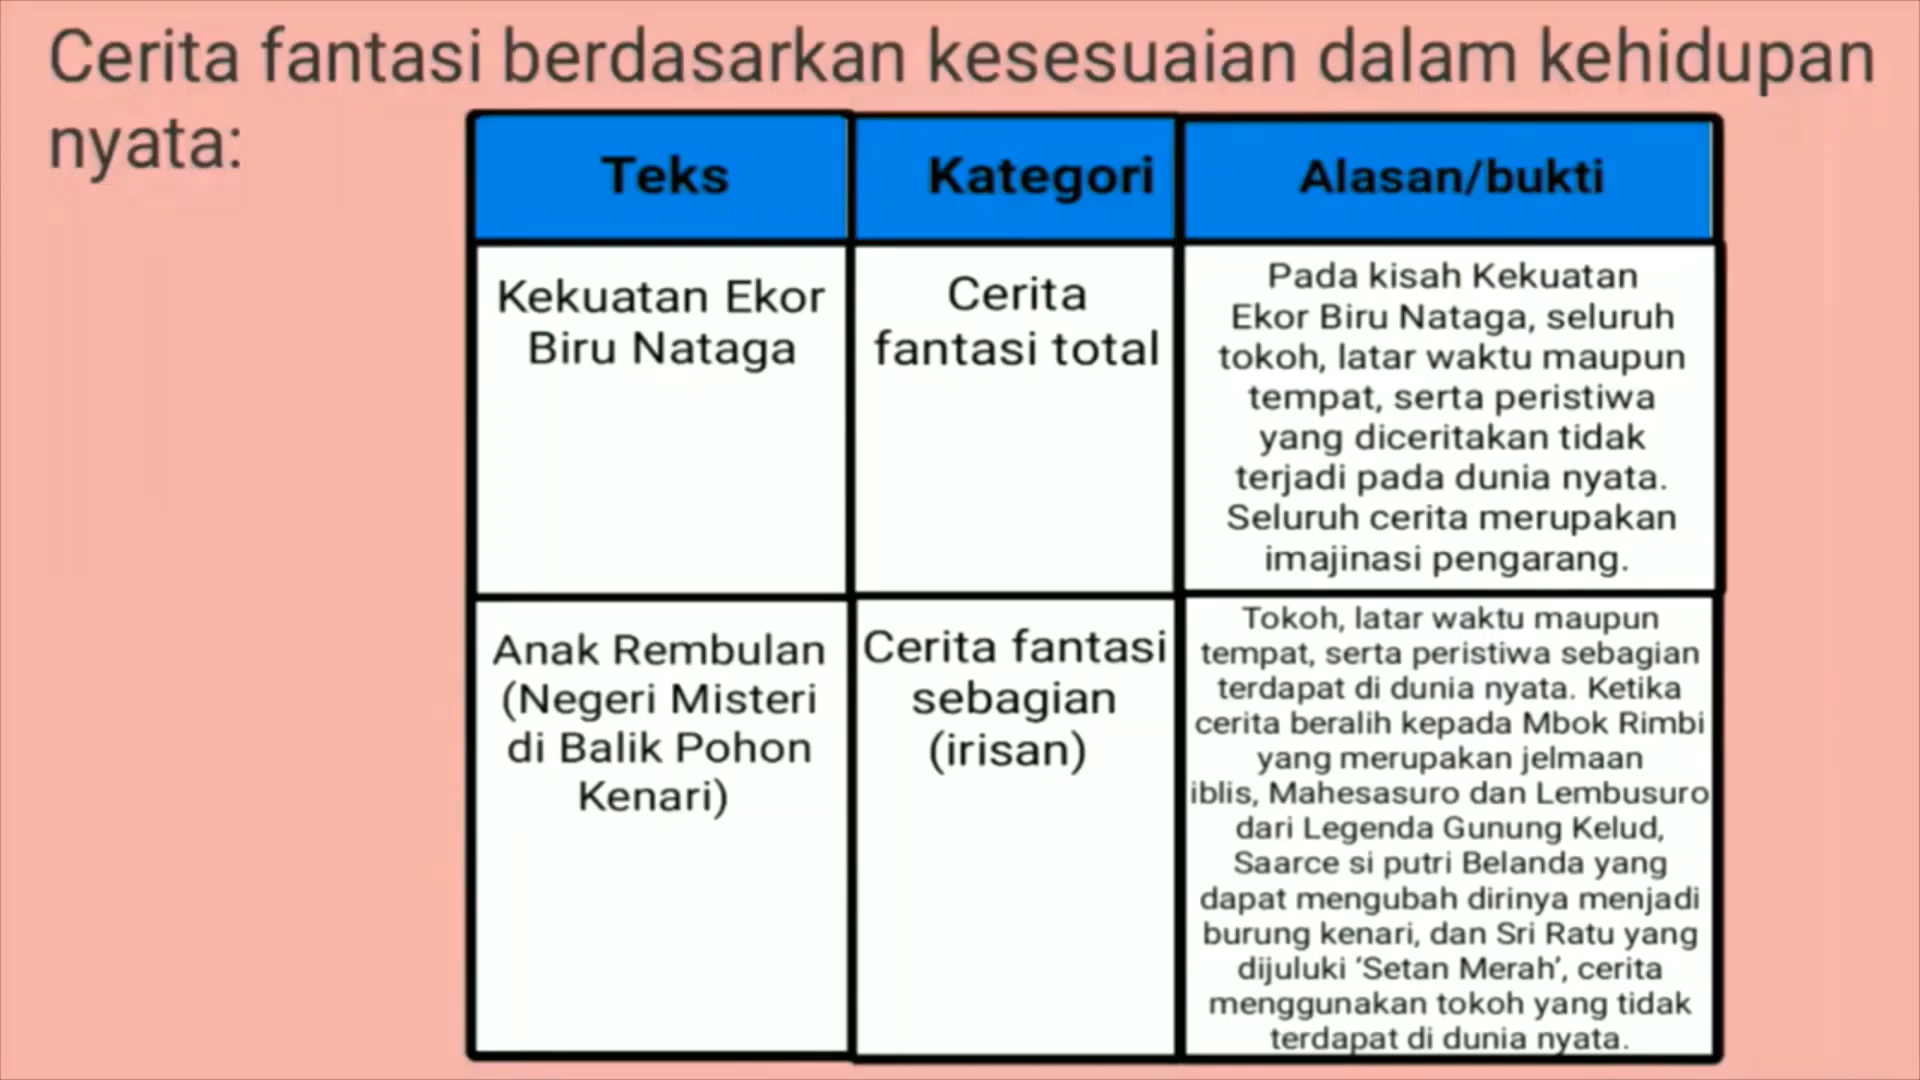 Cerita fantasi berdasarkan kesesuaian dalam kehidupan
nyata:
Teks
Kategori
Alasan/bukti
Kekuatan Ekor
Biru Nataga
Cerita
fantasi total
Pada kisah Kekuatan
Ekor Biru Nataga, seluruh
tokoh, latar waktu maupun
tempat, serta peristiwa
yang diceritakan tidak
terjadi pada dunia nyata.
Seluruh cerita merupakan
imajinasi pengarang.
Anak Rembulan
(Negeri Misteri
di Balik Pohon
Kenari)
Cerita fantasi
sebagian
(irisan)
Tokoh, latar waktu maupun
tempat, serta peristiwa sebagian
terdapat di dunia nyata. Ketika
cerita beralih kepada Mbok Rimbi
yang merupakan jelmaan
iblis, Mahesasuro dan Lembusuro
dari Legenda Gunung Kelud,
Saarce si putri Belanda yang
dapat mengubah dirinya menjadi
burung kenari, dan Sri Ratu yang
dijuluki ‘Setan Merah’, cerita
menggunakan tokoh yang tidak
terdapat di dunia nyata.